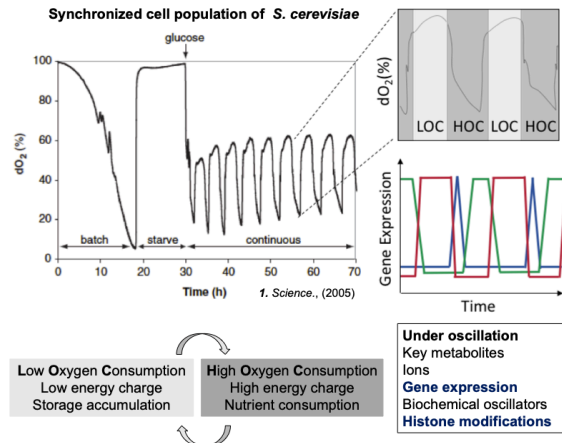 Synchronized cell population of S. cerevisiae
glucose
100
80
60
40
20
0
dO2 (%)
batch
starve
continuous
0
10
20
30
40
50
60
70
Time (h)
1. Science., (2005)
dO2(%)
LOC
HOC
LOC
HOC
Gene Expression
Time
Low Oxygen Consumption
Low energy charge
Storage accumulation
High Oxygen Consumption
High energy charge
Nutrient consumption
Under oscillation
Key metabolites
Ions
Gene expression
Biochemical oscillators
Histone modifications